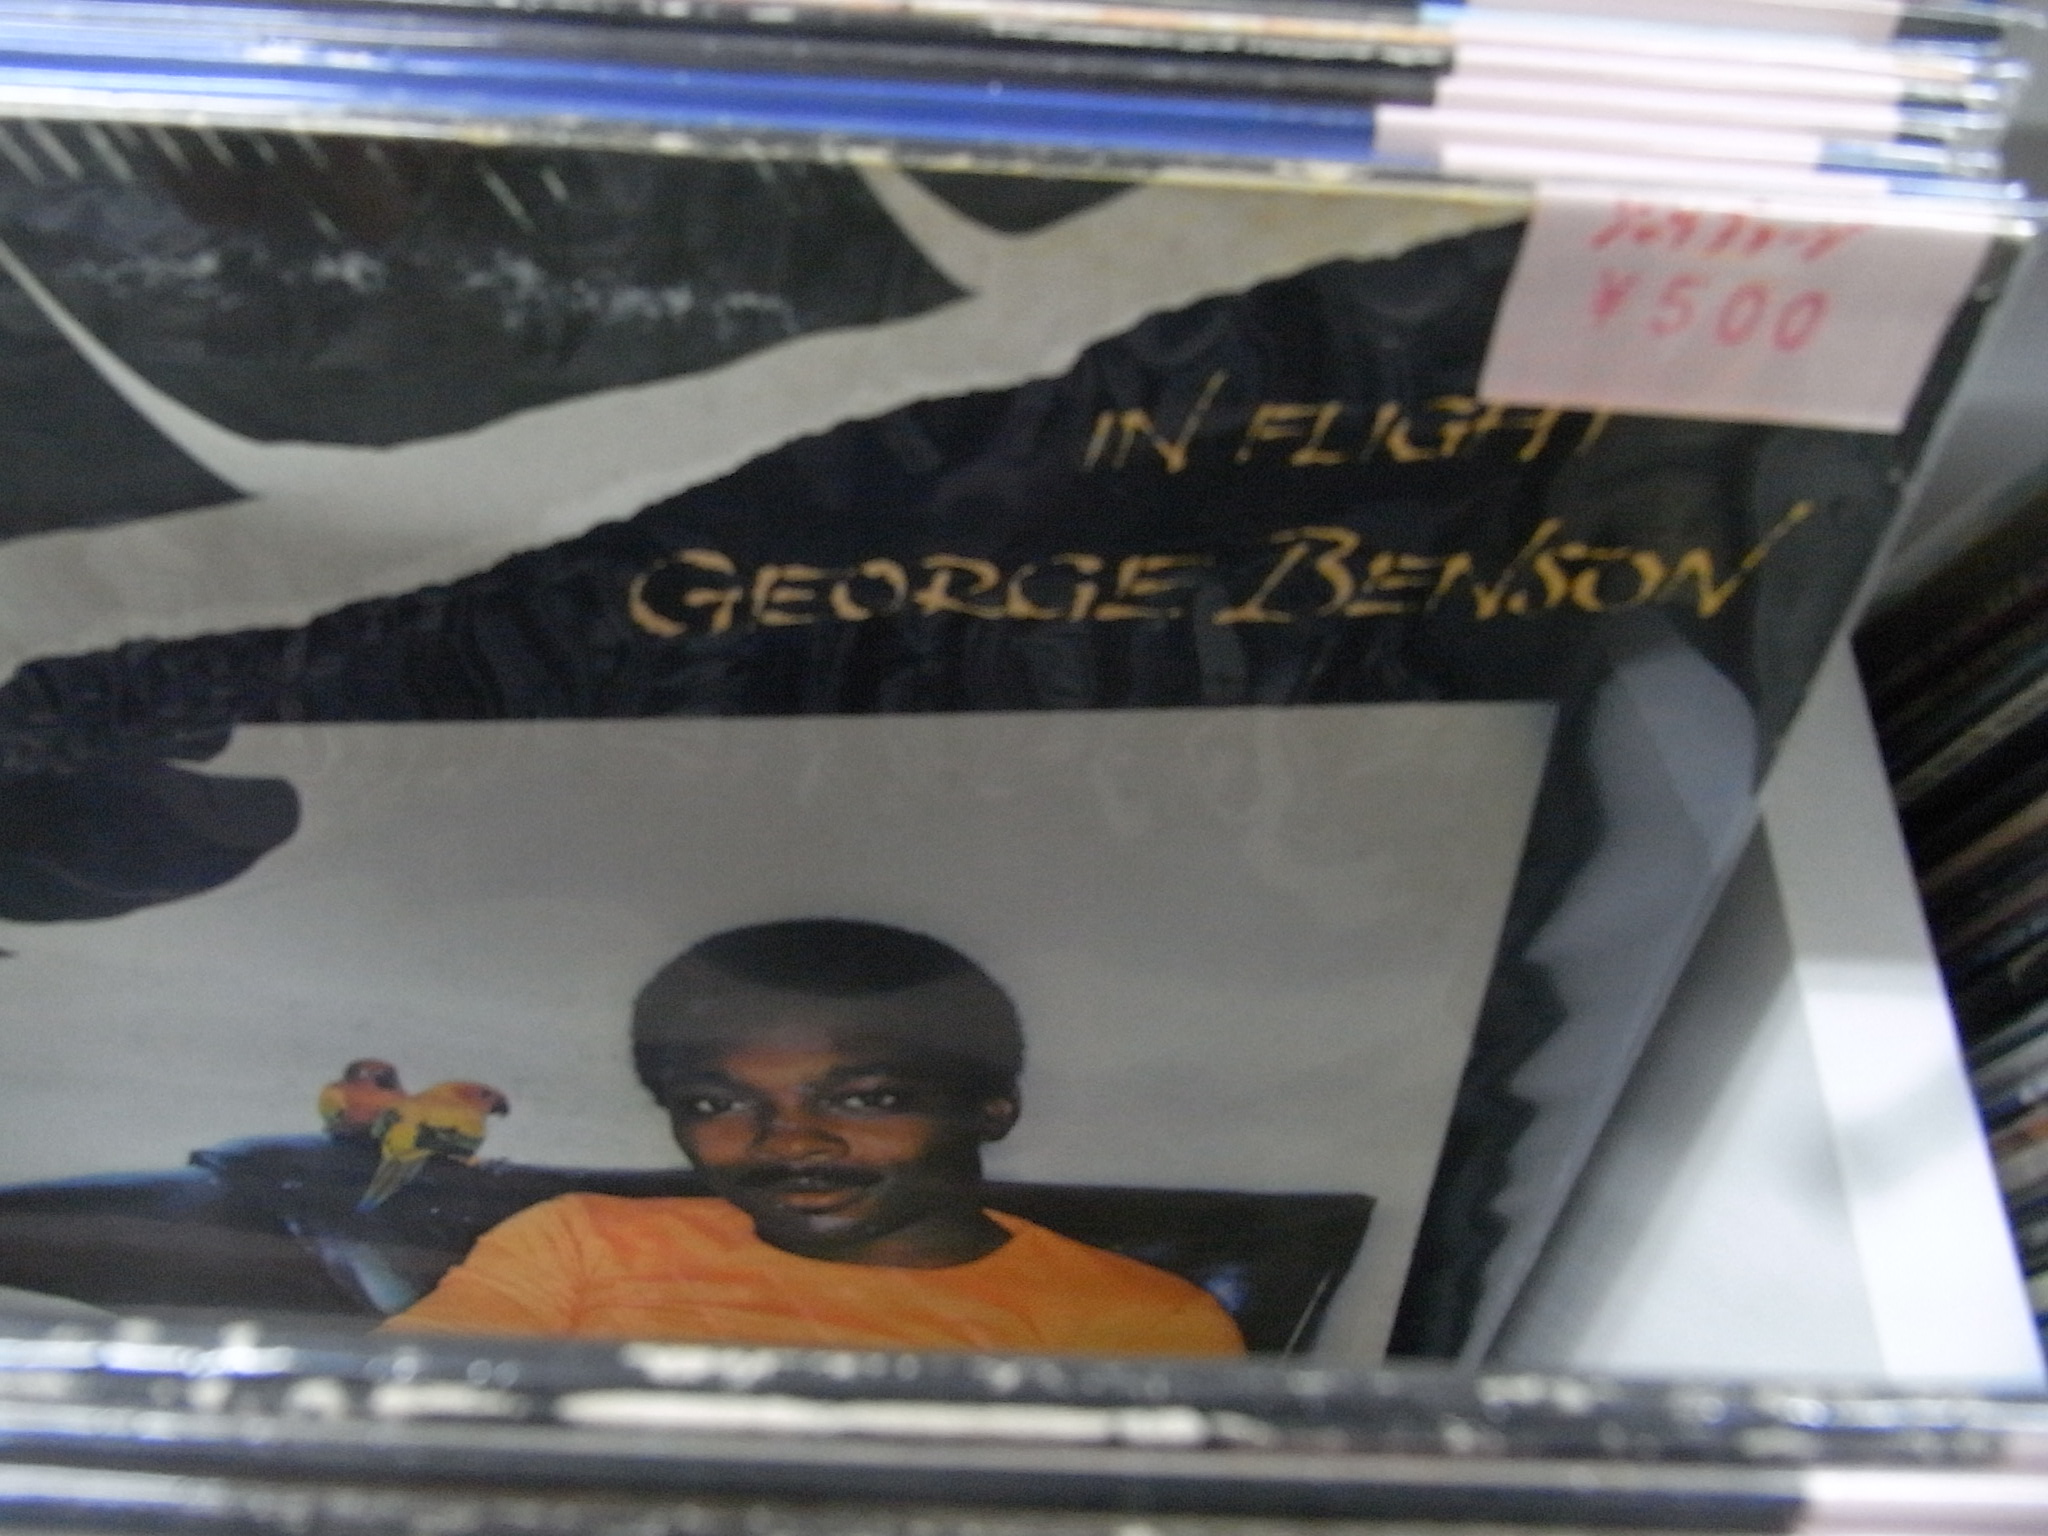 ¥500
IN FLIGHT
GEORGE BENSON